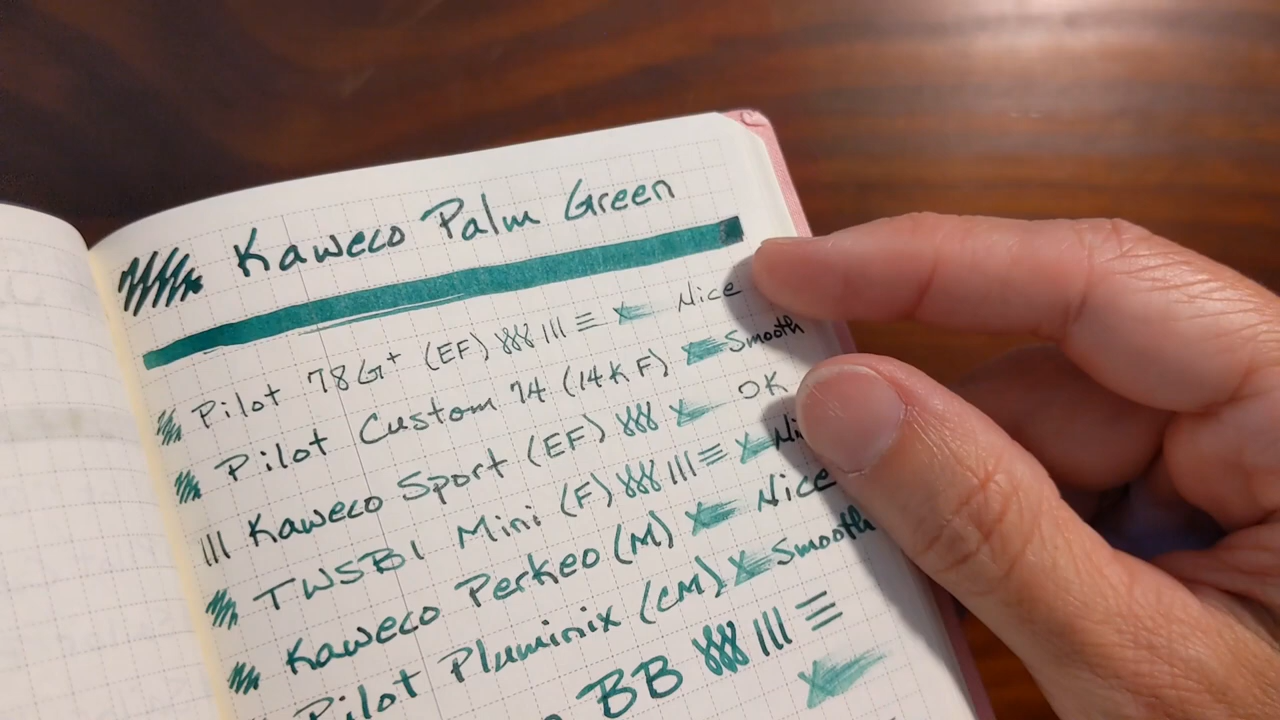 Kaweco Palm Green
Pilot 78G+ (EF) Nice
Pilot Custom 74 (14K F) Smooth
Kaweco Sport (EF) OK
TWSBI Mini (F)
Kaweco Perkeo (M) Nice
Pilot Pluminix (CM) Smooth
BB